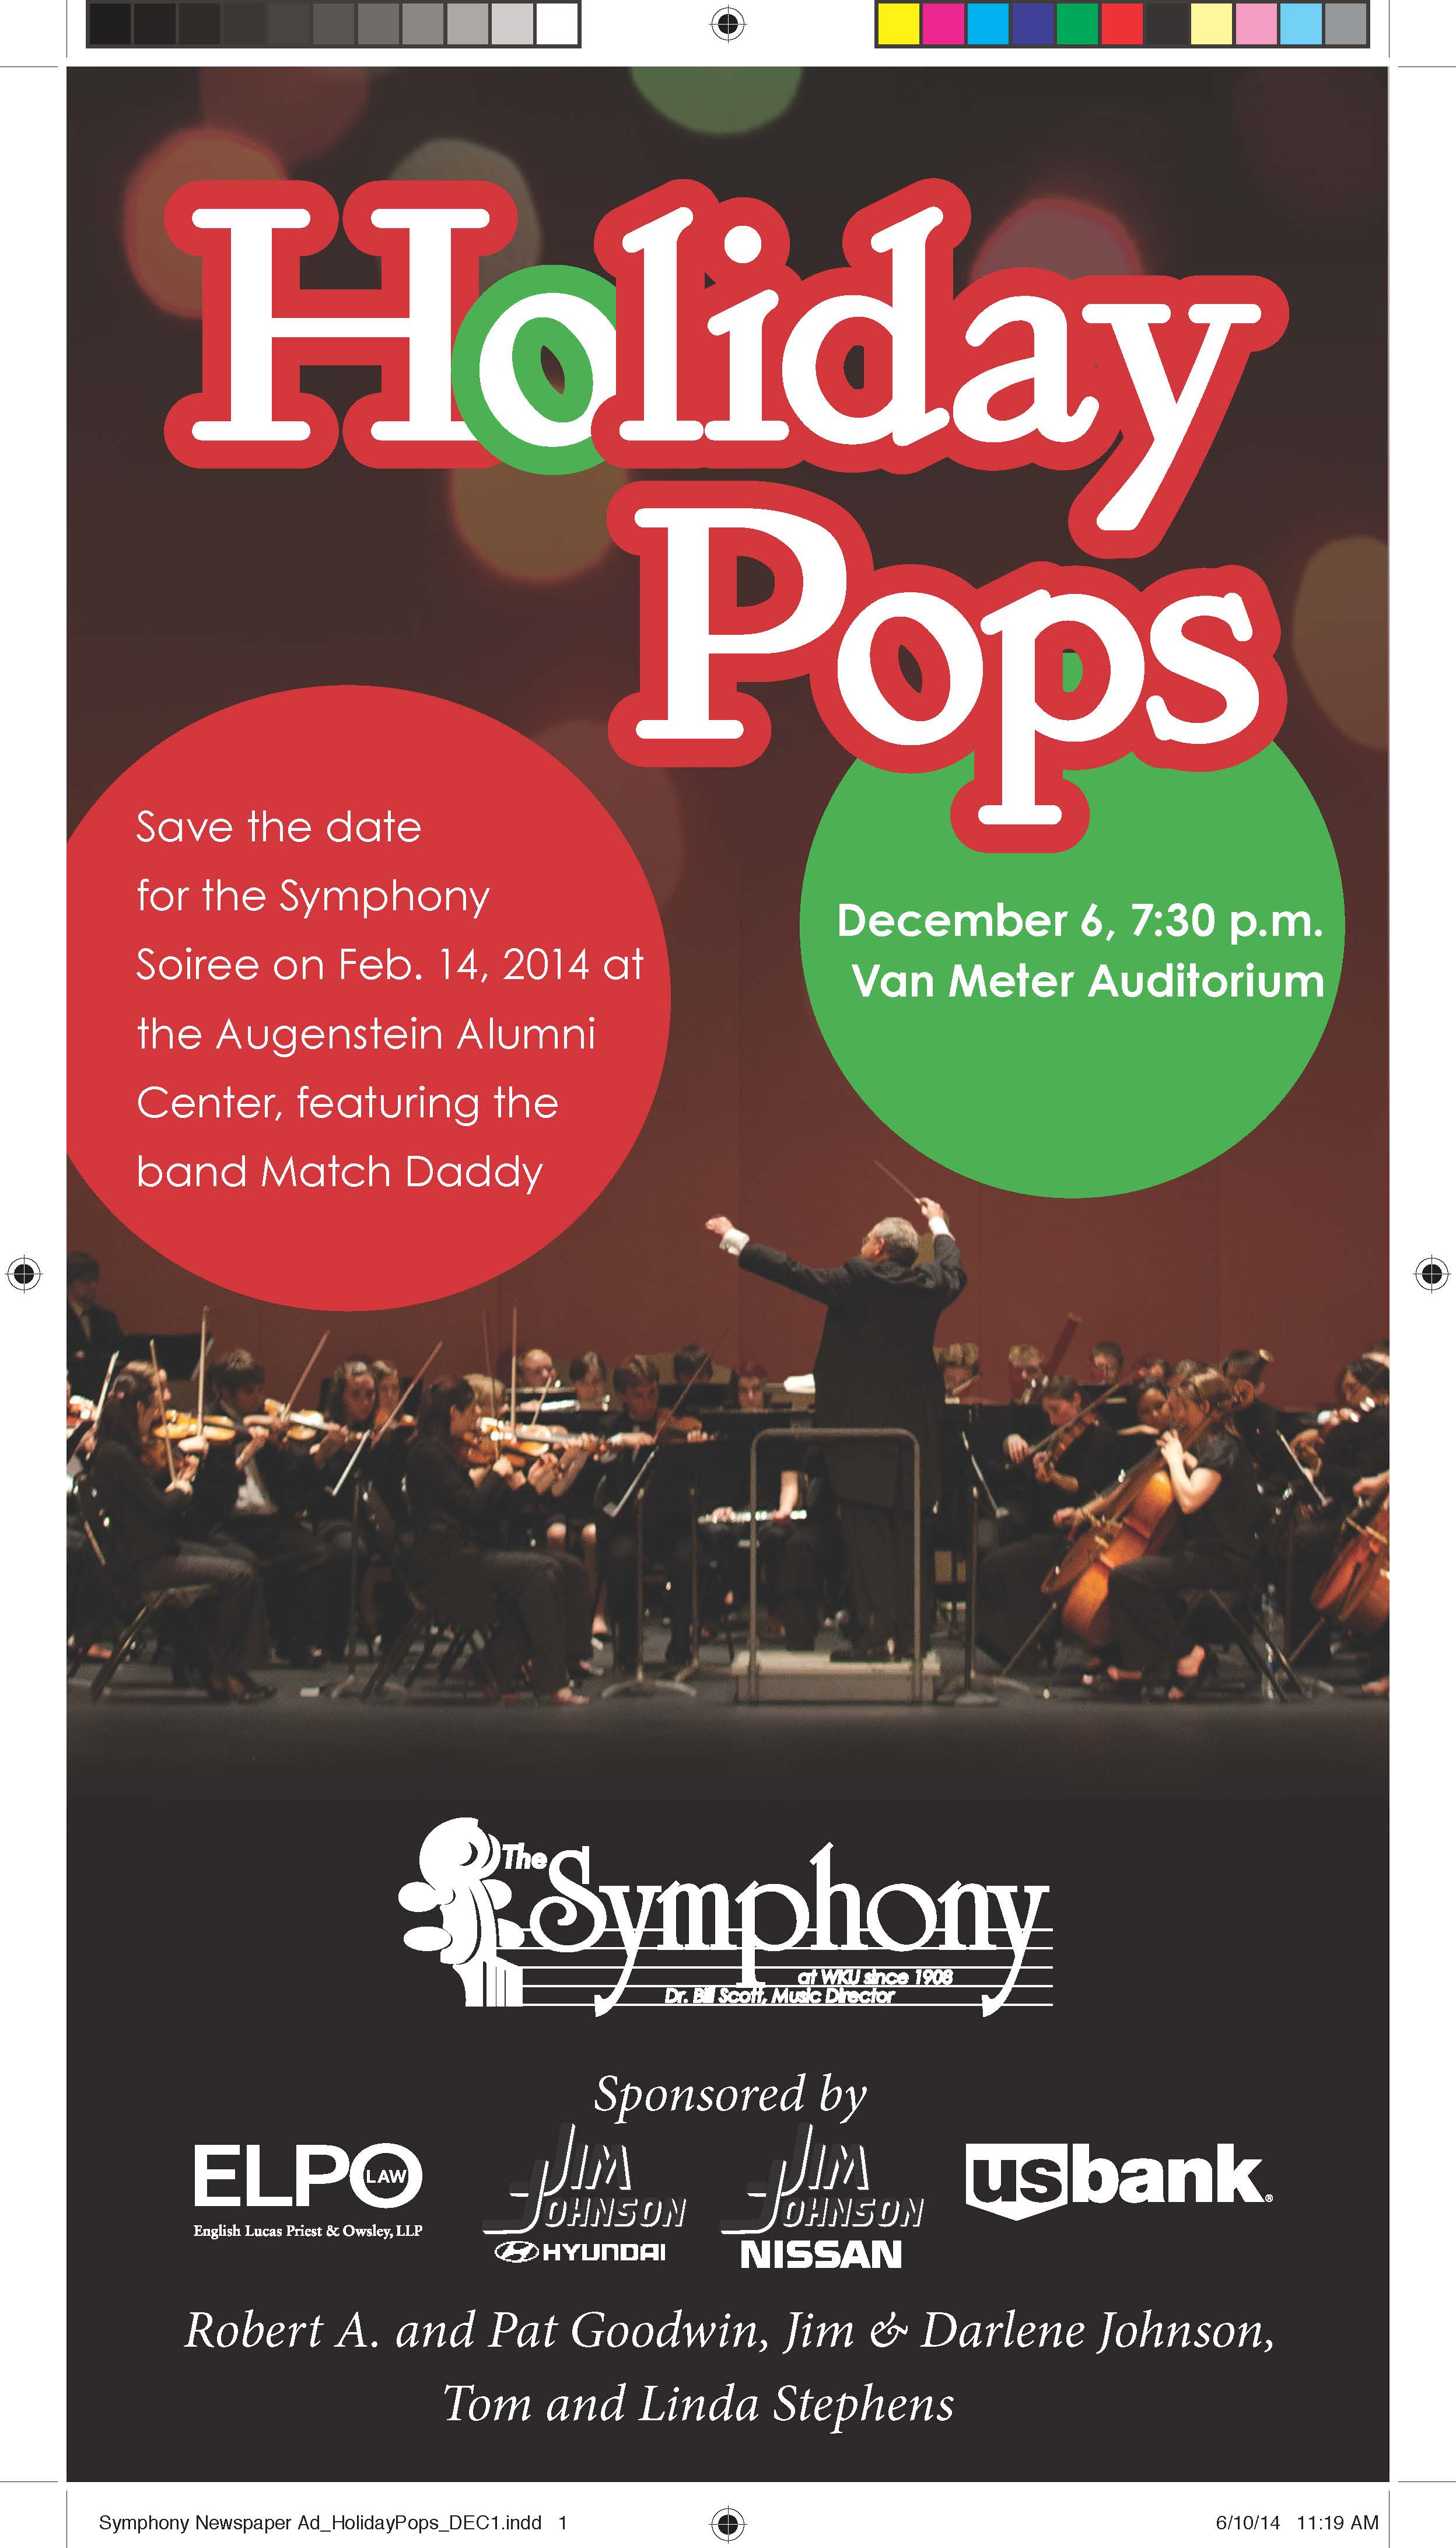 Holiday
Pops
Save the date
for the Symphony
Soiree on Feb. 14, 2014 at
the Augenstein Alumni
Center, featuring the
band Match Daddy
December 6, 7:30 p.m.
Van Meter Auditorium
The Symphony
at WKU since 1908
Dr. Bill Scott, Music Director
Sponsored by
ELPO LAW
English Lucas Priest & Owsley, LLP
JIM JOHNSON
HYUNDAI
JIM JOHNSON
NISSAN
usbank®
Robert A. and Pat Goodwin, Jim & Darlene Johnson,
Tom and Linda Stephens
Symphony Newspaper Ad_HolidayPops_DEC1.indd 1
6/10/14 11:19 AM